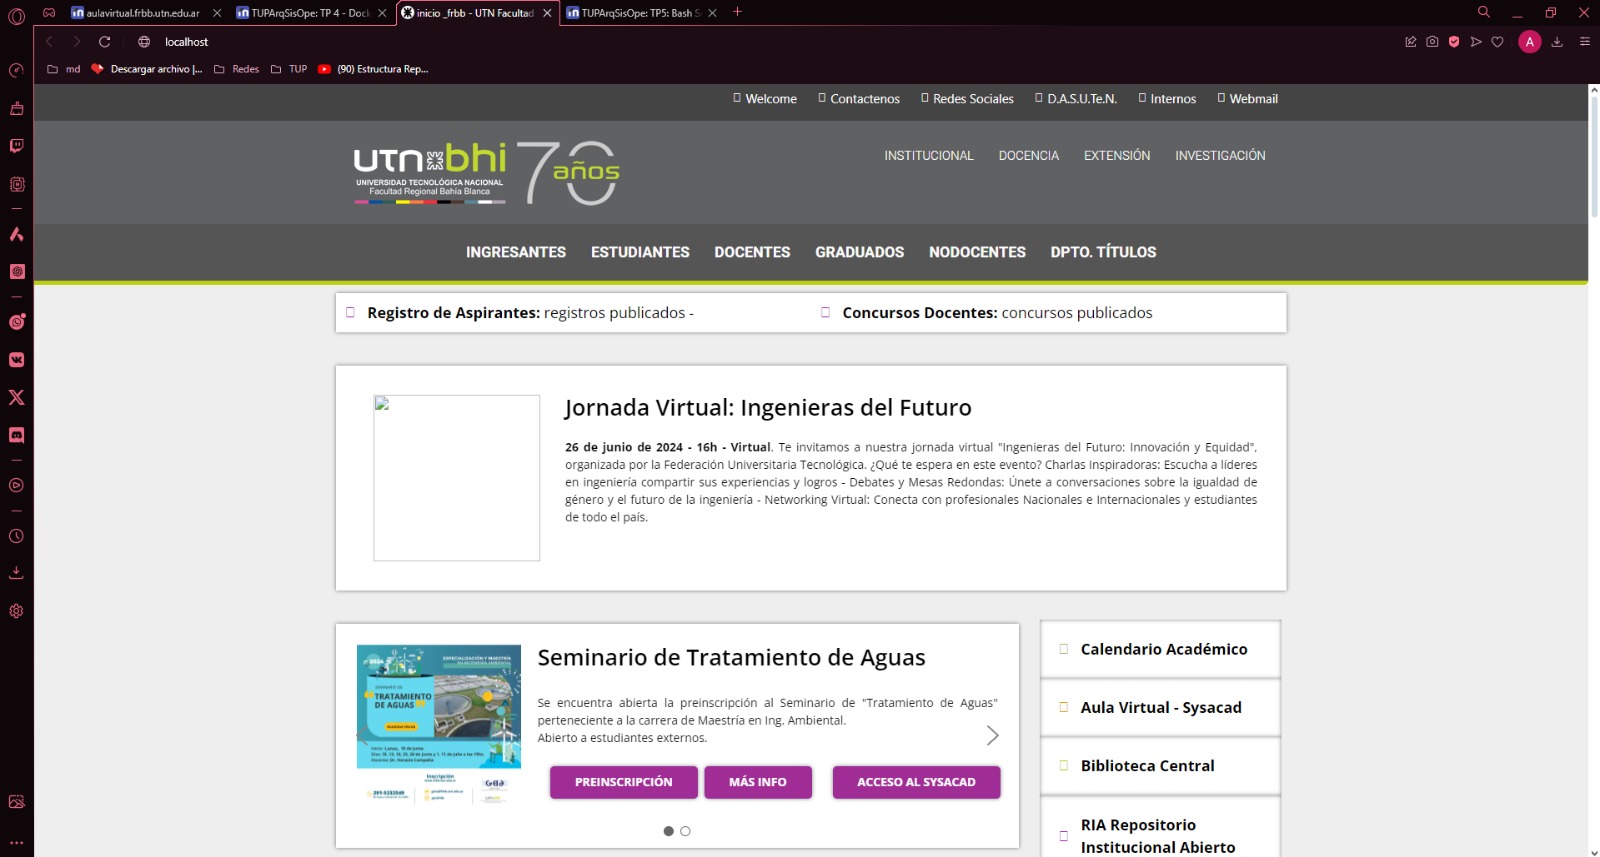 aulavirtual.frbb.utn.edu.ar
TUPArqSisOpe: TP 4 - Dock
inicio _frbb - UTN Facultad
TUPArqSisOpe: TP5: Bash S
localhost
A
md
Descargar archivo |...
Redes
TUP
(90) Estructura Rep...
Welcome
Contactenos
Redes Sociales
D.A.S.U.Te.N.
Internos
Webmail
utn bhi
UNIVERSIDAD TECNOLÓGICA NACIONAL
Facultad Regional Bahía Blanca
70 años
INSTITUCIONAL
DOCENCIA
EXTENSIÓN
INVESTIGACIÓN
INGRESANTES
ESTUDIANTES
DOCENTES
GRADUADOS
NODOCENTES
DPTO. TÍTULOS
Registro de Aspirantes: registros publicados -
Concursos Docentes: concursos publicados
Jornada Virtual: Ingenieras del Futuro
26 de junio de 2024 - 16h - Virtual. Te invitamos a nuestra jornada virtual "Ingenieras del Futuro: Innovación y Equidad",
organizada por la Federación Universitaria Tecnológica. ¿Qué te espera en este evento? Charlas Inspiradoras: Escucha a líderes
en ingeniería compartir sus experiencias y logros - Debates y Mesas Redondas: Únete a conversaciones sobre la igualdad de
género y el futuro de la ingeniería - Networking Virtual: Conecta con profesionales Nacionales e Internacionales y estudiantes
de todo el país.
2024
SEMINARIO DE
TRATAMIENTO
DE AGUAS
Inscripción
291-5232549
utn bhi
Seminario de Tratamiento de Aguas
Se encuentra abierta la preinscripción al Seminario de "Tratamiento de Aguas"
perteneciente a la carrera de Maestría en Ing. Ambiental.
Abierto a estudiantes externos.
PREINSCRIPCIÓN
MÁS INFO
ACCESO AL SYSACAD
Calendario Académico
Aula Virtual - Sysacad
Biblioteca Central
RIA Repositorio
Institucional Abierto